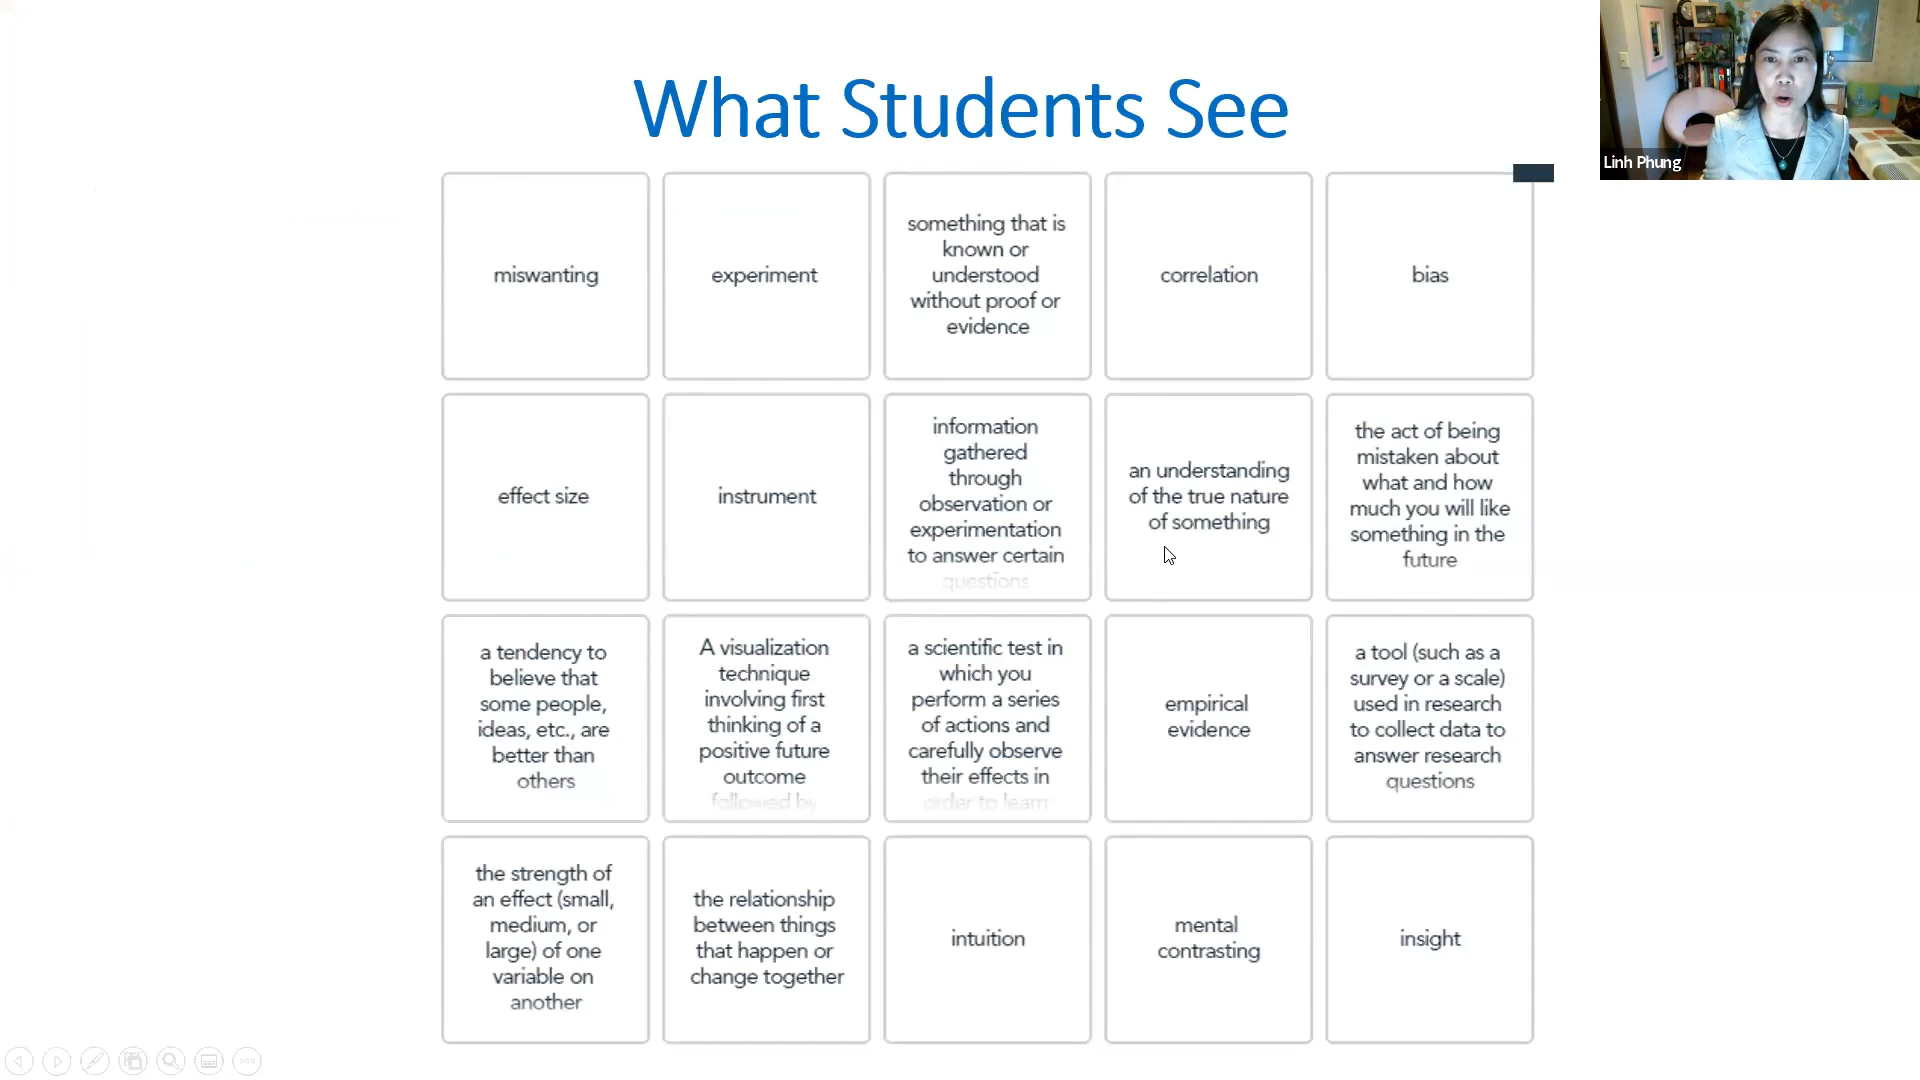 What Students See
Linh Phung
miswanting
experiment
something that is
known or
understood
without proof or
evidence
correlation
bias
effect size
instrument
information
gathered
through
observation or
experimentation
to answer certain
questions
an understanding
of the true nature
of something
the act of being
mistaken about
what and how
much you will like
something in the
future
a tendency to
believe that
some people,
ideas, etc., are
better than
others
A visualization
technique
involving first
thinking of a
positive future
outcome
followed by
a scientific test in
which you
perform a series
of actions and
carefully observe
their effects in
order to learn
empirical
evidence
a tool (such as a
survey or a scale)
used in research
to collect data to
answer research
questions
the strength of
an effect (small,
medium, or
large) of one
variable on
another
the relationship
between things
that happen or
change together
intuition
mental
contrasting
insight